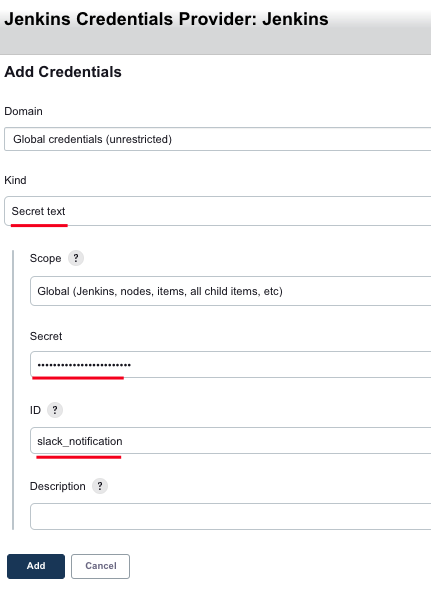 Jenkins Credentials Provider: Jenkins
Add Credentials
Domain
Global credentials (unrestricted)
Kind
Secret text
Scope ?
Global (Jenkins, nodes, items, all child items, etc)
Secret
••••••••••••••••••••••••
ID ?
slack_notification
Description ?
Add Cancel